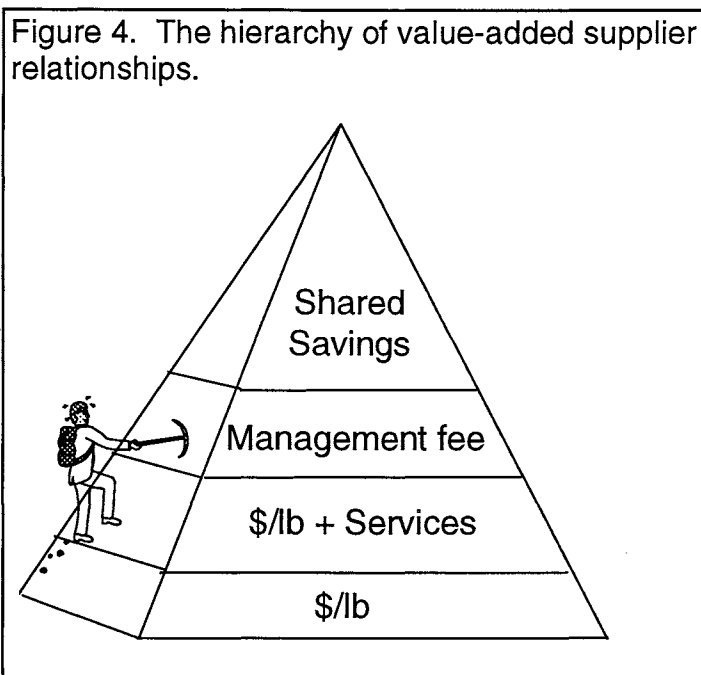 Figure 4. The hierarchy of value-added supplier
relationships.
Shared
Savings
Management fee
$/lb + Services
$/lb